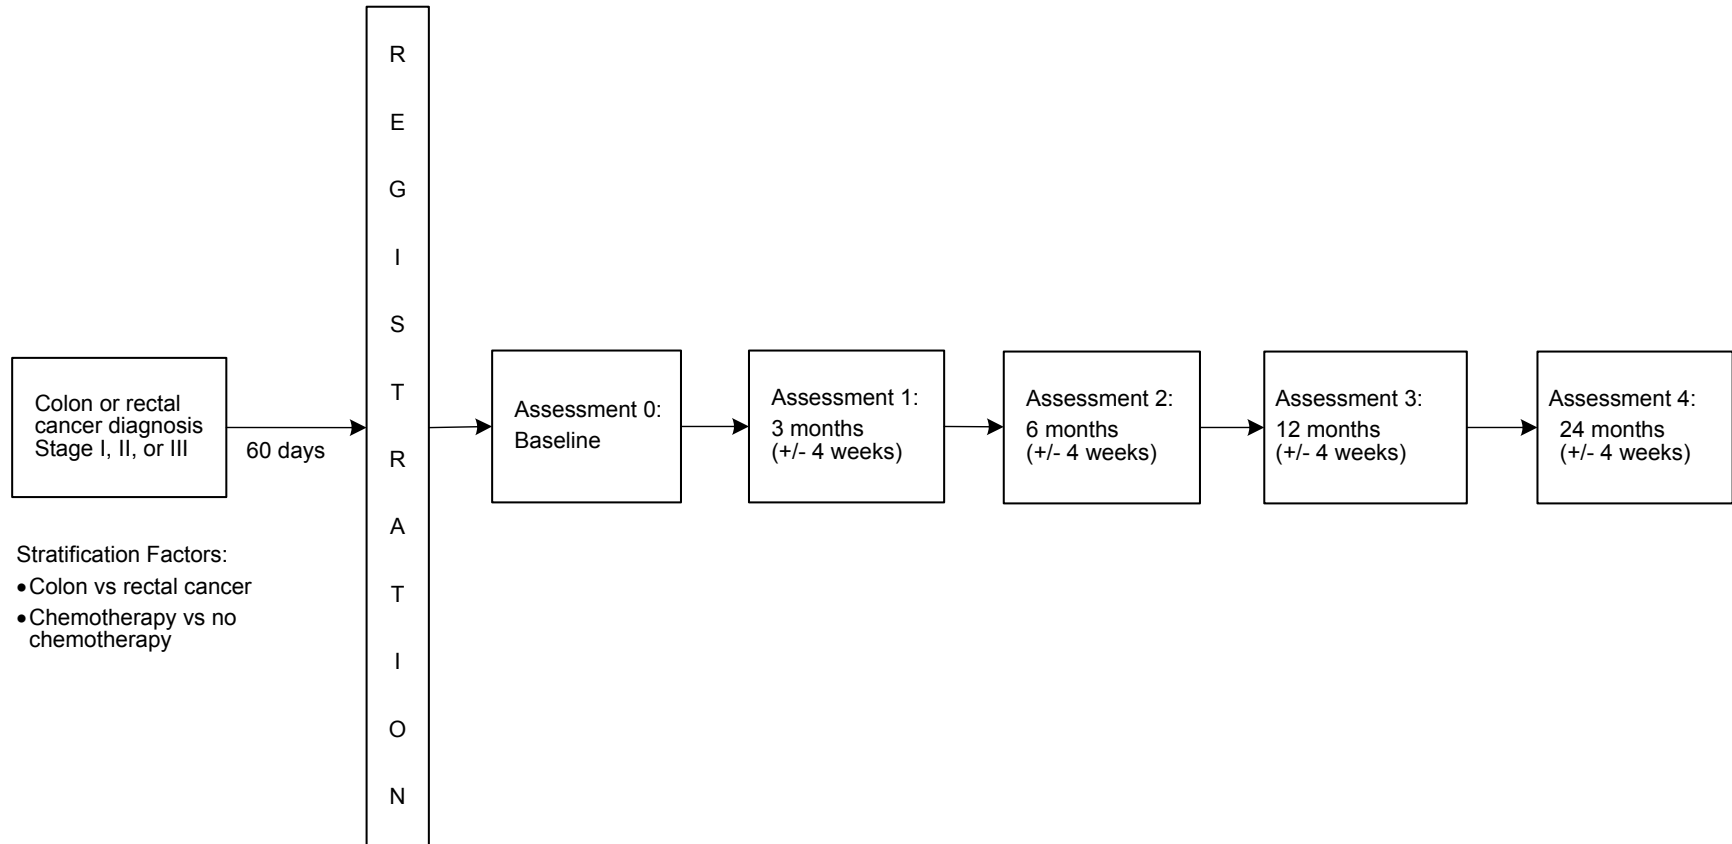 Colon or rectal
cancer diagnosis
Stage I, II, or III
60 days
Stratification Factors:
•Colon vs rectal cancer
•Chemotherapy vs no
chemotherapy
R
E
G
I
S
T
R
A
T
I
O
N
Assessment 0:
Baseline
Assessment 1:
3 months
(+/- 4 weeks)
Assessment 2:
6 months
(+/- 4 weeks)
Assessment 3:
12 months
(+/- 4 weeks)
Assessment 4:
24 months
(+/- 4 weeks)